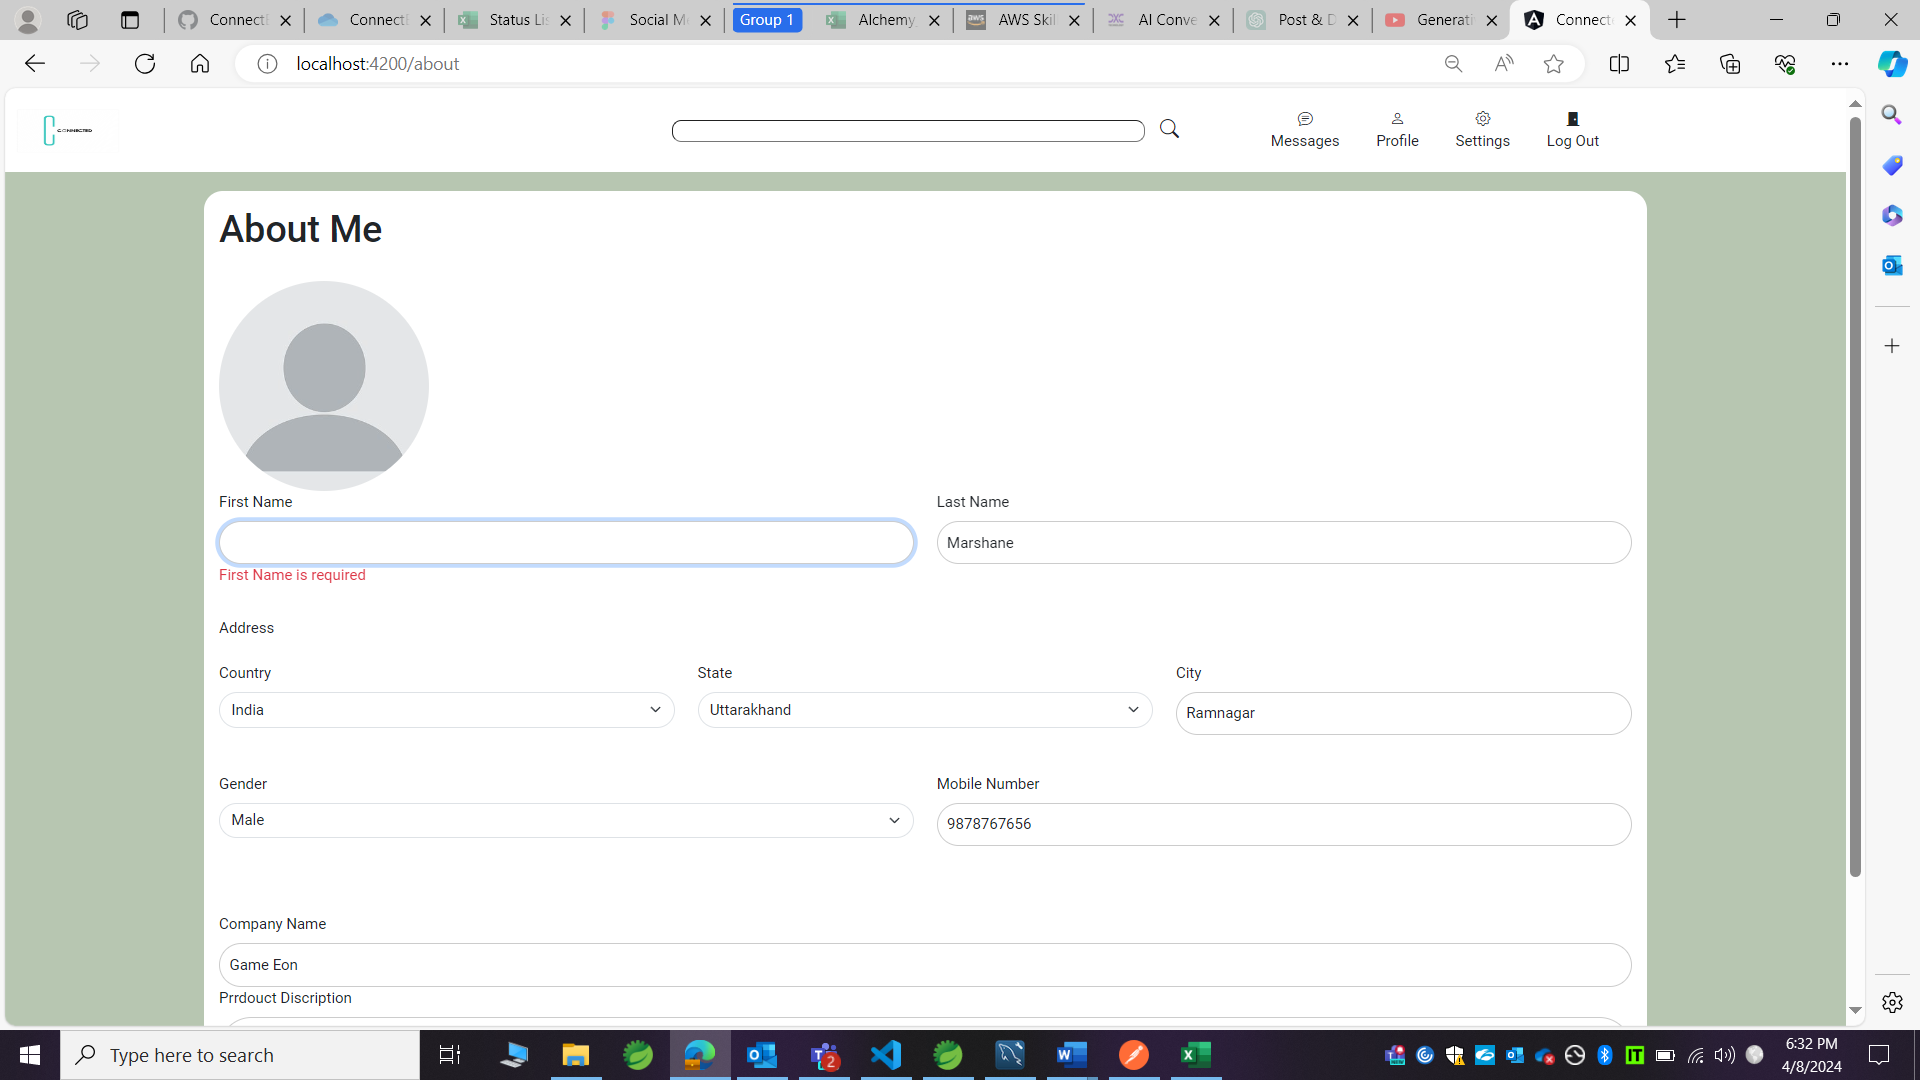 Connect
Connect
Status Lis
Social M
Group 1
Alchemy
aws
AWS Skil
AI Conve
Post & D
Generati
Connect
localhost:4200/about
CONNECTED
Messages
Profile
Settings
Log Out
About Me
First Name
Last Name
Marshane
First Name is required
Address
Country
State
City
India
Uttarakhand
Ramnagar
Gender
Mobile Number
Male
9878767656
Company Name
Game Eon
Prrdouct Discription
Type here to search
2
6:32 PM
4/8/2024